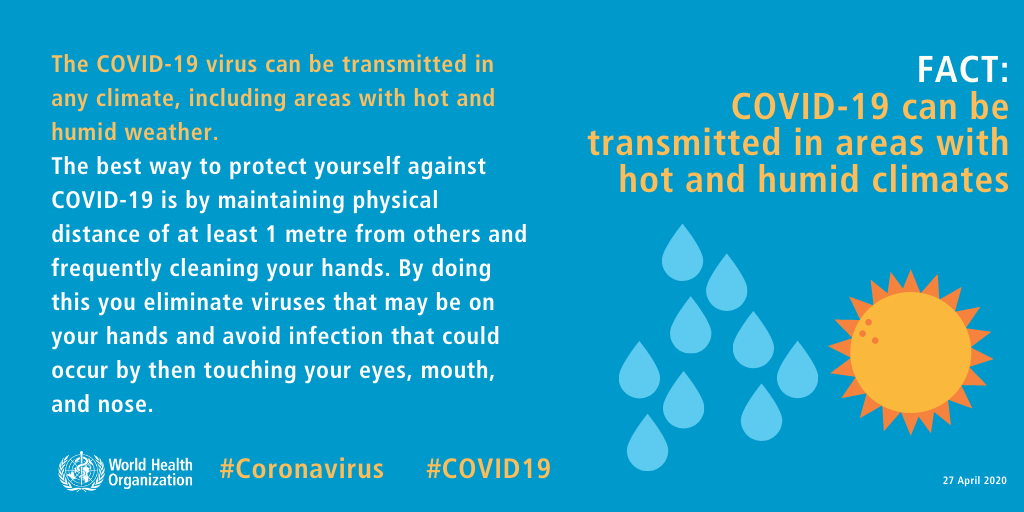 The COVID-19 virus can be transmitted in
any climate, including areas with hot and
humid weather.
The best way to protect yourself against
COVID-19 is by maintaining physical
distance of at least 1 metre from others and
frequently cleaning your hands. By doing
this you eliminate viruses that may be on
your hands and avoid infection that could
occur by then touching your eyes, mouth,
and nose.
FACT:
COVID-19 can be
transmitted in areas with
hot and humid climates
World Health
Organization
#Coronavirus
#COVID19
27 April 2020